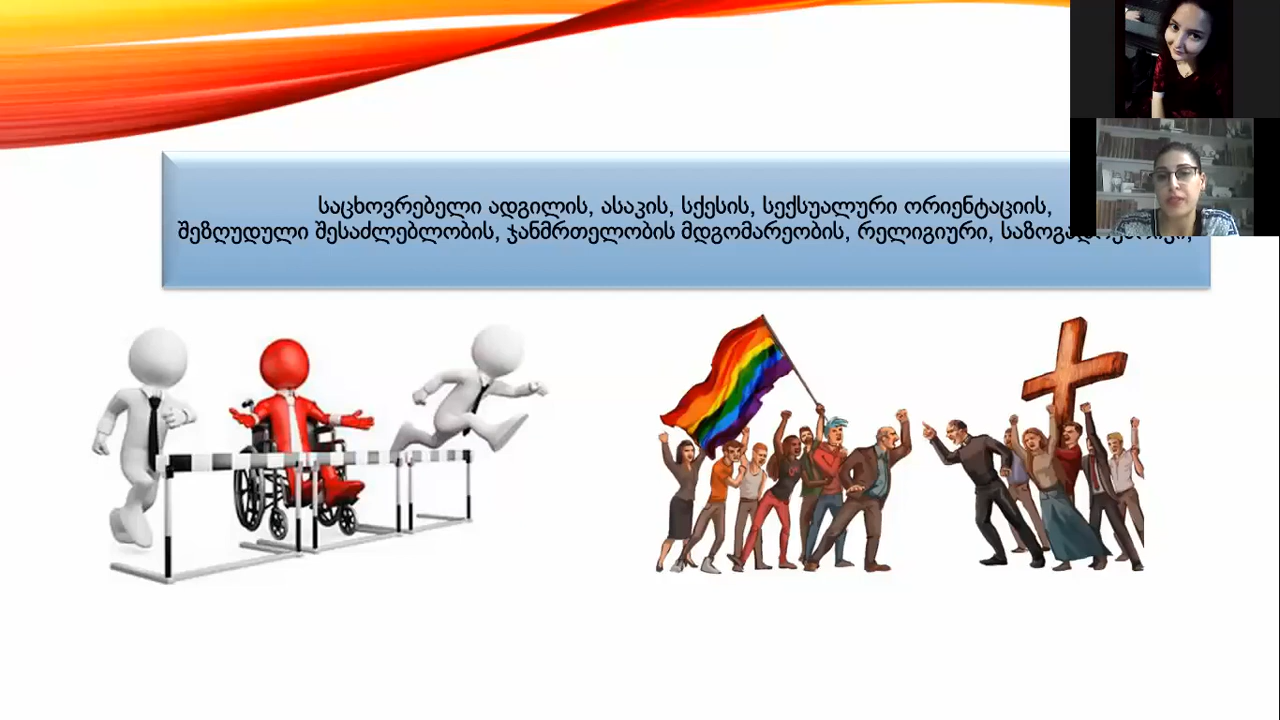 საცხოვრებელი ადგილის, ასაკის, სქესის, სექსუალური ორიენტაციის,
შეზღუდული შესაძლებლობის, ჯანმრთელობის მდგომარეობის, რელიგიური,